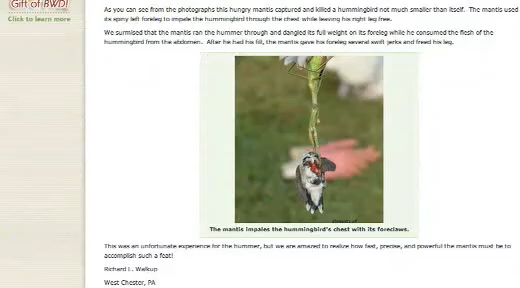 Gift of BWD!
Click to learn more
As you can see from the photographs this hungry mantis captured and killed a hummingbird not much smaller than itself. The mantis used
its spiny left foreleg to impale the hummingbird through the chest while leaving his right leg free.
We surmised that the mantis ran the hummer through and dangled its full weight on its foreleg while he consumed the flesh of the
hummingbird from the abdomen. After he had his fill, the mantis gave his foreleg several swift jerks and freed his leg.
The mantis impales the hummingbird's chest with its foreclaws.
This was an unfortunate experience for the hummer, but we are amazed to realize how fast, precise, and powerful the mantis must be to
accomplish such a feat!
Richard L. Walkup
West Chester, PA